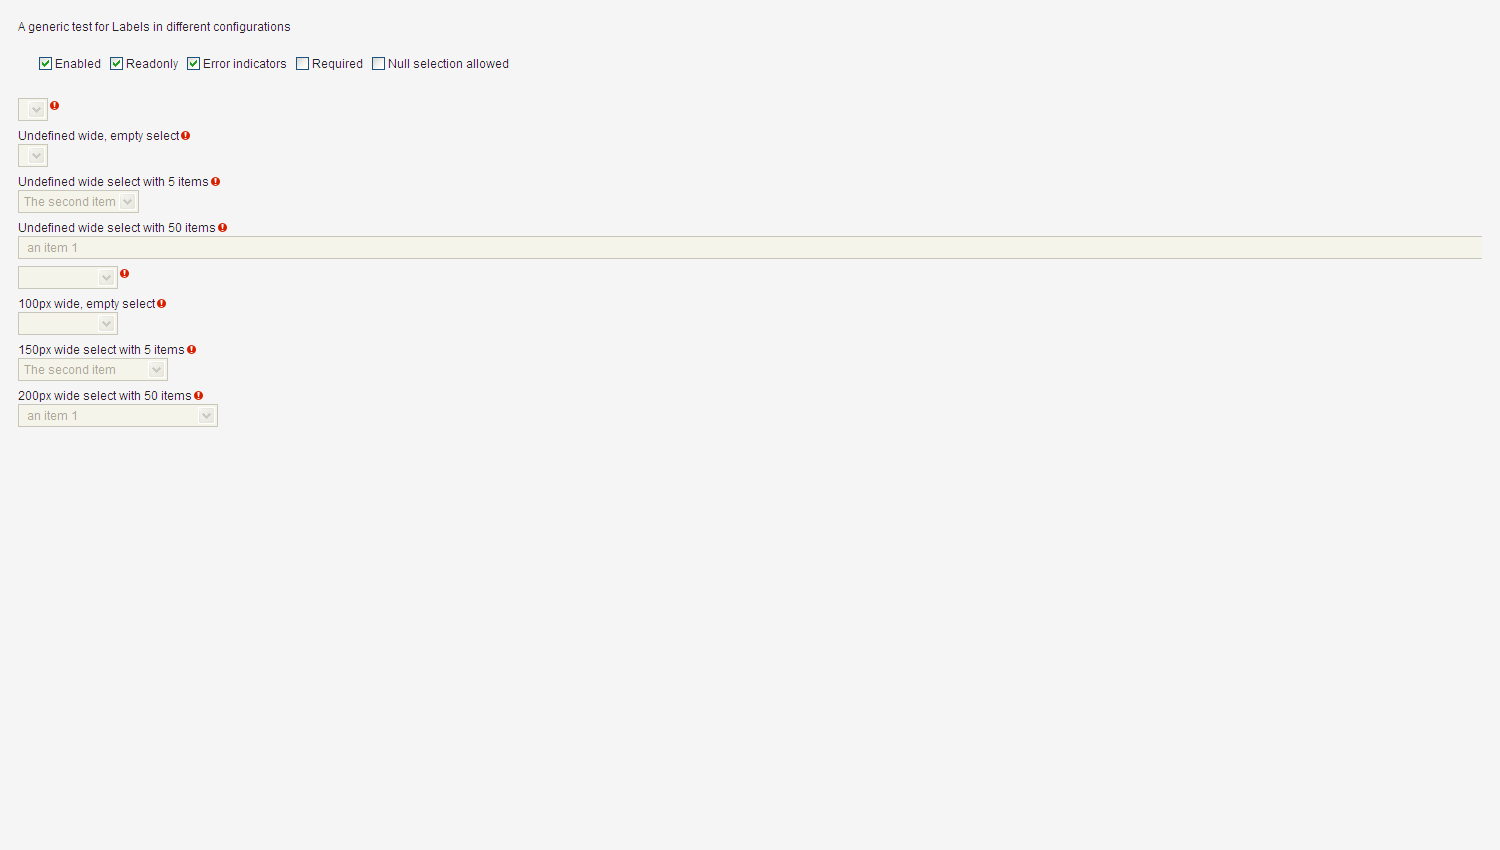 A generic test for Labels in different configurations
Enabled Readonly Error indicators Required Null selection allowed
Undefined wide, empty select
Undefined wide select with 5 items
The second item
Undefined wide select with 50 items
an item 1
100px wide, empty select
150px wide select with 5 items
The second item
200px wide select with 50 items
an item 1